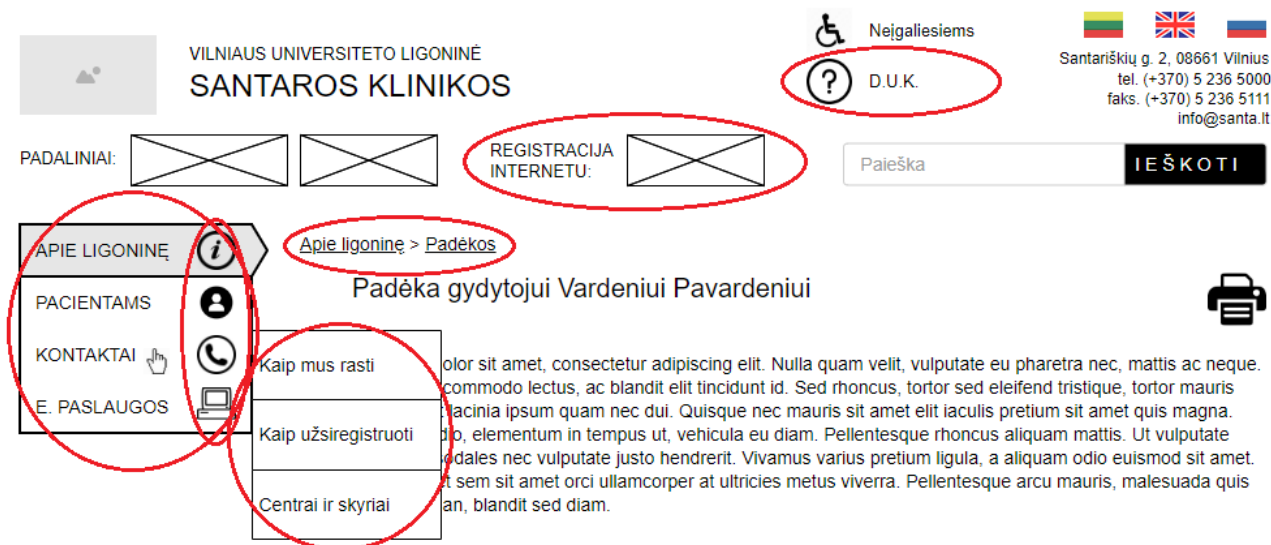 Neįgaliesiems
VILNIAUS UNIVERSITETO LIGONINĖ
SANTAROS KLINIKOS
D.U.K.
Santariškių g. 2, 08661 Vilnius
tel. (+370) 5 236 5000
faks. (+370) 5 236 5111
info@santa.lt
PADALINIAI:
REGISTRACIJA
INTERNETU:
Paieška
IEŠKOTI
APIE LIGONINĘ
PACIENTAMS
KONTAKTAI
E. PASLAUGOS
Apie ligoninę > Padėkos
Padėka gydytojui Vardeniui Pavardeniui
Kaip mus rasti
Kaip užsiregistruoti
Centrai ir skyriai
olor sit amet, consectetur adipiscing elit. Nulla quam velit, vulputate eu pharetra nec, mattis ac neque.
commodo lectus, ac blandit elit tincidunt id. Sed rhoncus, tortor sed eleifend tristique, tortor mauris
lacinia ipsum quam nec dui. Quisque nec mauris sit amet elit iaculis pretium sit amet quis magna.
elementum in tempus ut, vehicula eu diam. Pellentesque rhoncus aliquam mattis. Ut vulputate
sodales nec vulputate justo hendrerit. Vivamus varius pretium ligula, a aliquam odio euismod sit amet.
sem sit amet orci ullamcorper at ultricies metus viverra. Pellentesque arcu mauris, malesuada quis
an, blandit sed diam.